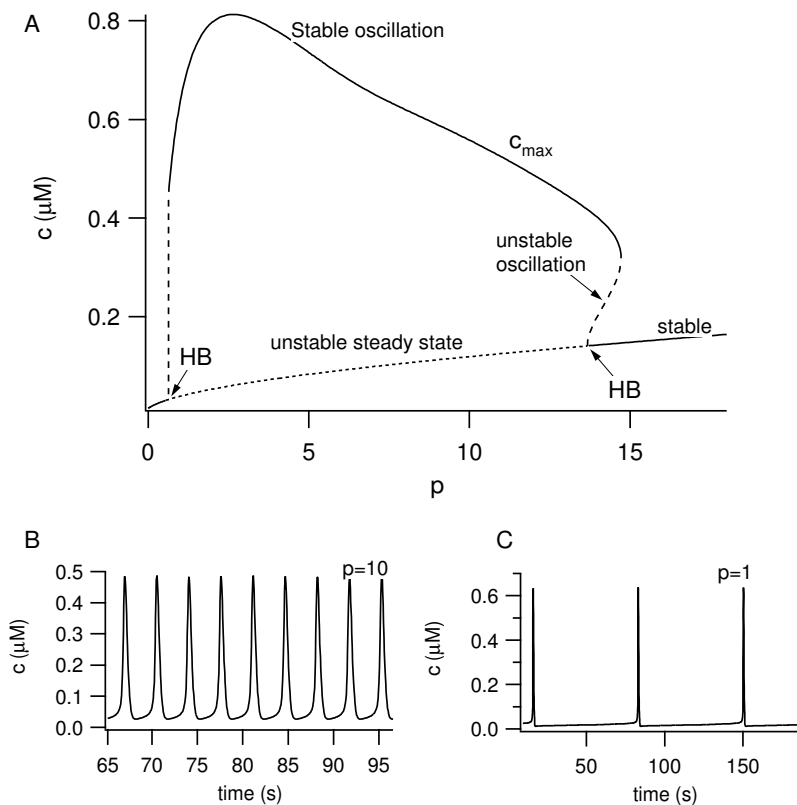 A
0.8
0.6
0.4
0.2
c (μM)
Stable oscillation
c_max
unstable
oscillation
unstable steady state
stable
HB
HB
0
5
10
15
p
B
p=10
0.5
0.4
0.3
0.2
0.1
0.0
c (μM)
65
70
75
80
85
90
95
time (s)
C
p=1
0.6
0.4
0.2
0.0
c (μM)
50
100
150
time (s)